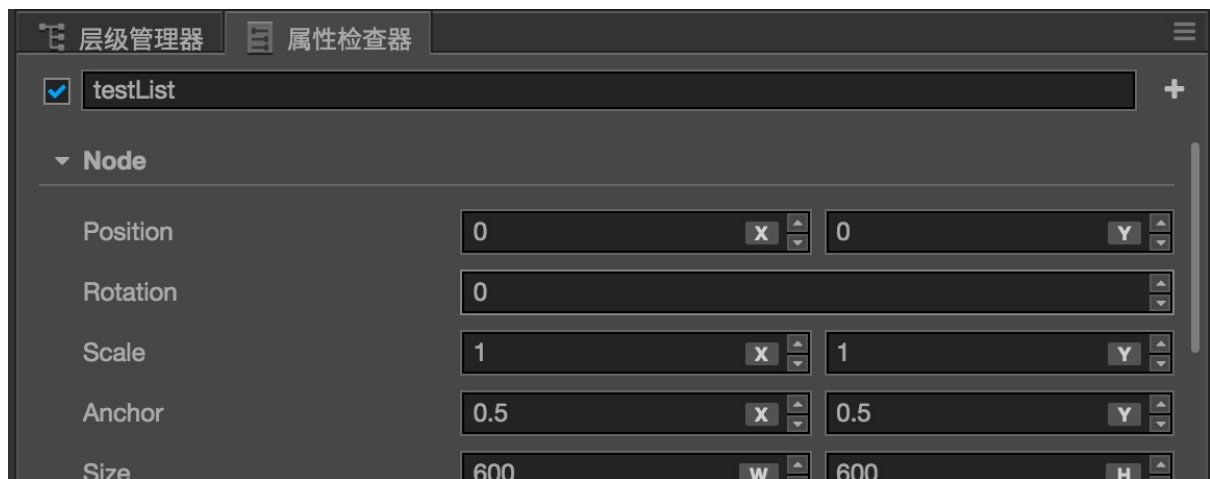 层级管理器 属性检查器
testList
Node
Position 0 X 0 Y
Rotation 0
Scale 1 X 1 Y
Anchor 0.5 X 0.5 Y
Size 600 W 600 H